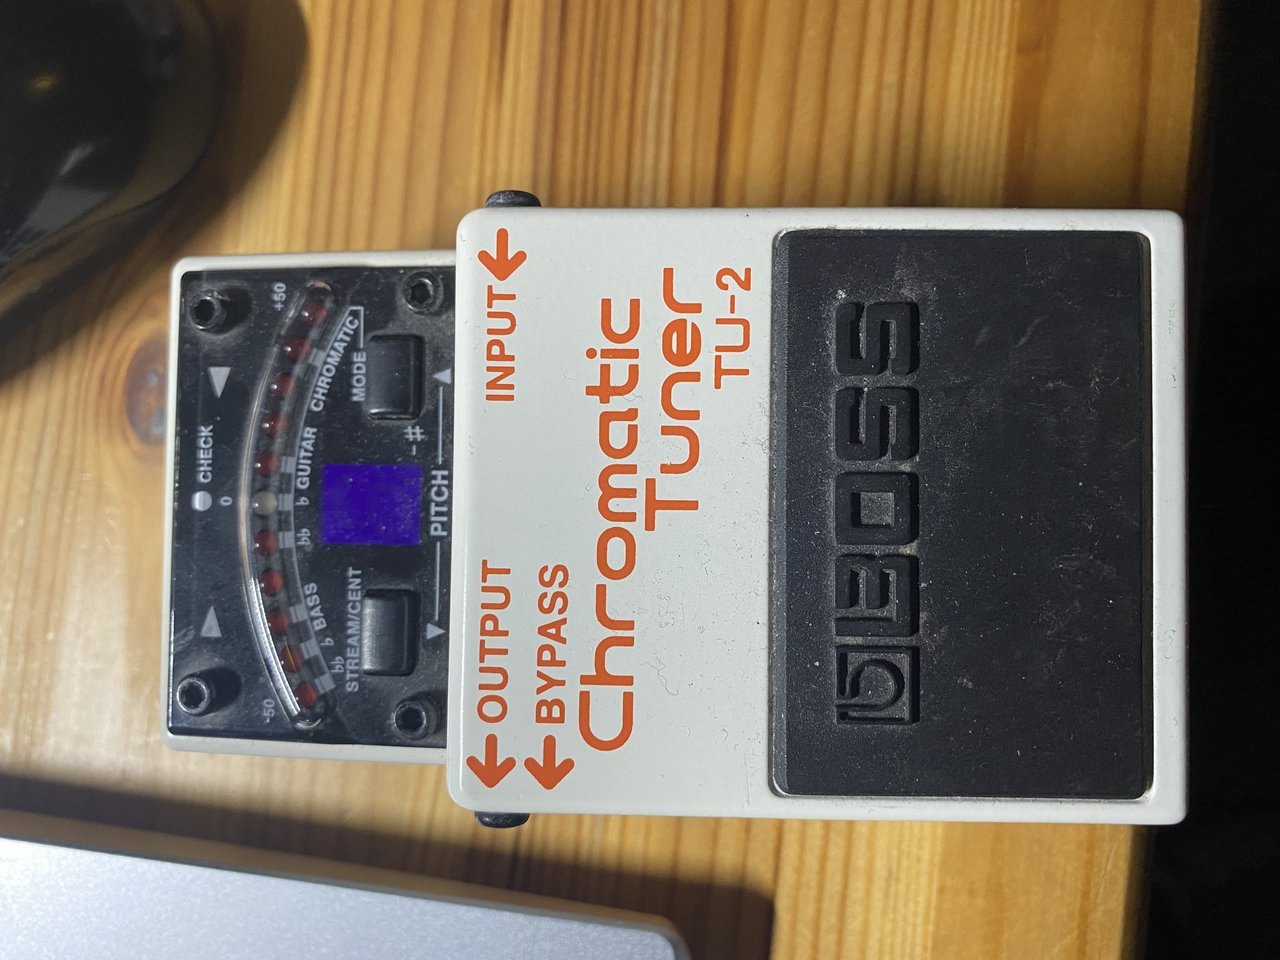 CHECK
-50 0 +50
♭♭ ♭ BASS ♭♭ ♭ GUITAR CHROMATIC
STREAM/CENT MODE
-#
PITCH
OUTPUT INPUT
BYPASS
Chromatic
Tuner
TU-2
BOSS